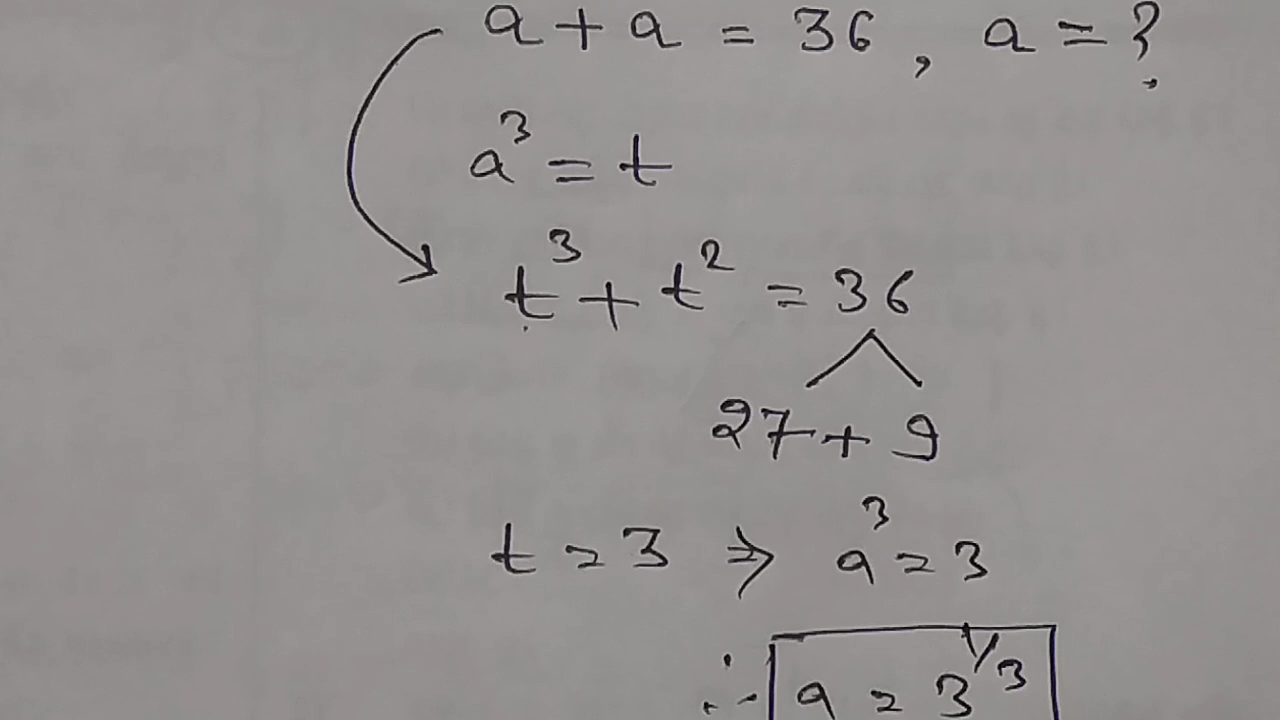 a + a = 36, a = ?
a³ = t
t³ + t² = 36
27 + 9
t = 3 ⇒ a³ = 3
∴ a = 3^1/3